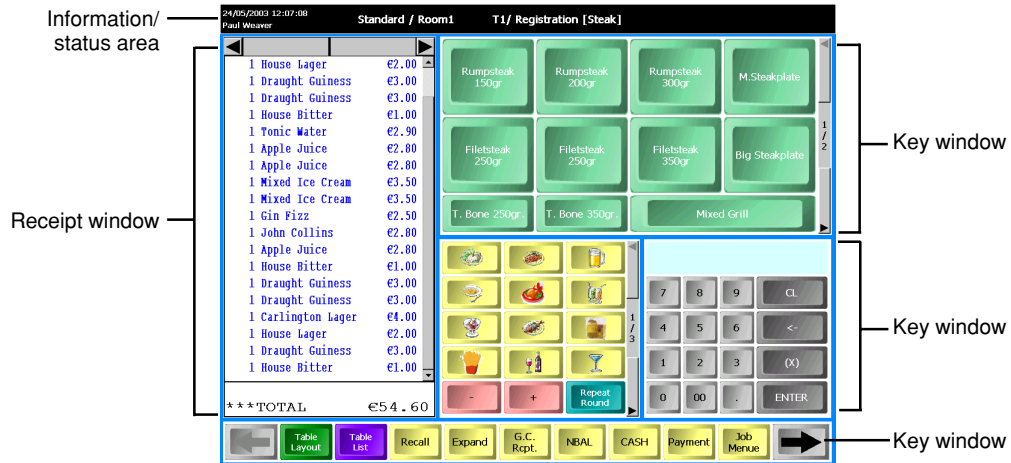 Information/
status area
24/05/2003 12:07:08
Paul Weaver
Standard / Room1
T1/ Registration [Steak]
Receipt window
1 House Lager €2.00
1 Draught Guiness €3.00
1 Draught Guiness €3.00
1 House Bitter €1.00
1 Tonic Water €2.90
1 Apple Juice €2.80
1 Apple Juice €2.80
1 Mixed Ice Cream €3.50
1 Mixed Ice Cream €3.50
1 Gin Fizz €2.50
1 John Collins €2.80
1 Apple Juice €2.80
1 House Bitter €1.00
1 Draught Guiness €3.00
1 Draught Guiness €3.00
1 Carlington Lager €4.00
1 House Lager €2.00
1 Draught Guiness €3.00
1 House Bitter €1.00
***TOTAL €54.60
Rumpsteak
150gr
Rumpsteak
200gr
Rumpsteak
300gr
M.Steakplate
Filetsteak
250gr
Filetsteak
250gr
Filetsteak
350gr
Big Steakplate
T. Bone 250gr.
T. Bone 350gr.
Mixed Grill
1
/
2
Key window
- + Repeat
Round
1
/
3
7 8 9 CL
4 5 6 <-
1 2 3 (X)
0 00 . ENTER
Key window
Key window
Table
Layout
Table
List
Recall
Expand
G.C.
Rcpt.
NBAL
CASH
Payment
Job
Menue
Key window